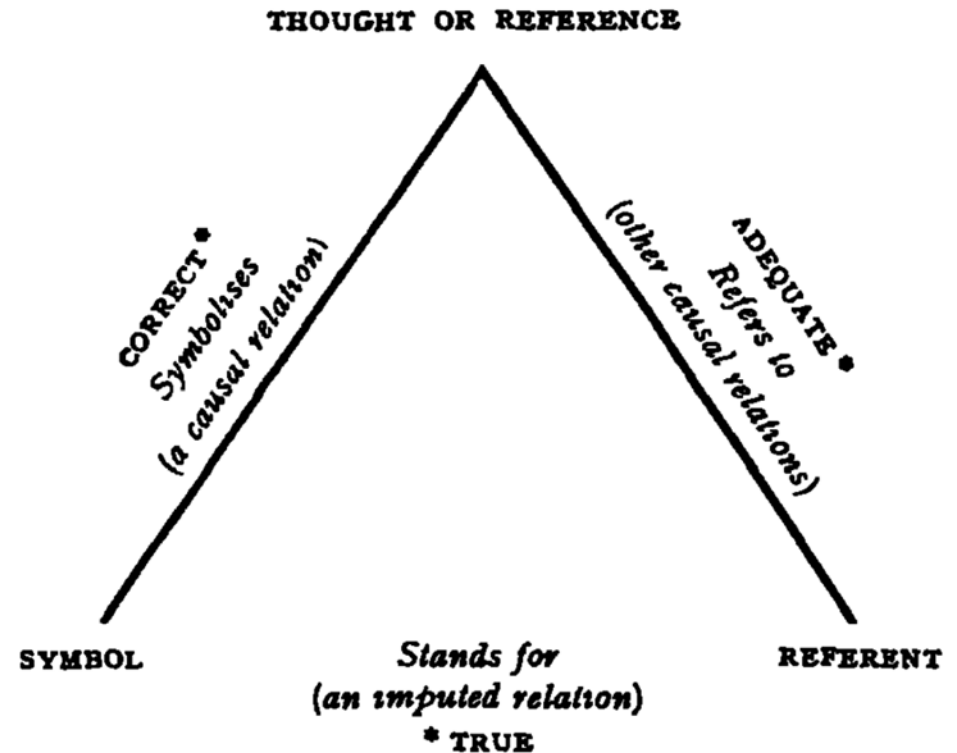 THOUGHT OR REFERENCE
CORRECT*
Symbolises
(a causal relation)
ADEQUATE*
Refers to
(other causal relations)
SYMBOL
Stands for
(an imputed relation)
* TRUE
REFERENT